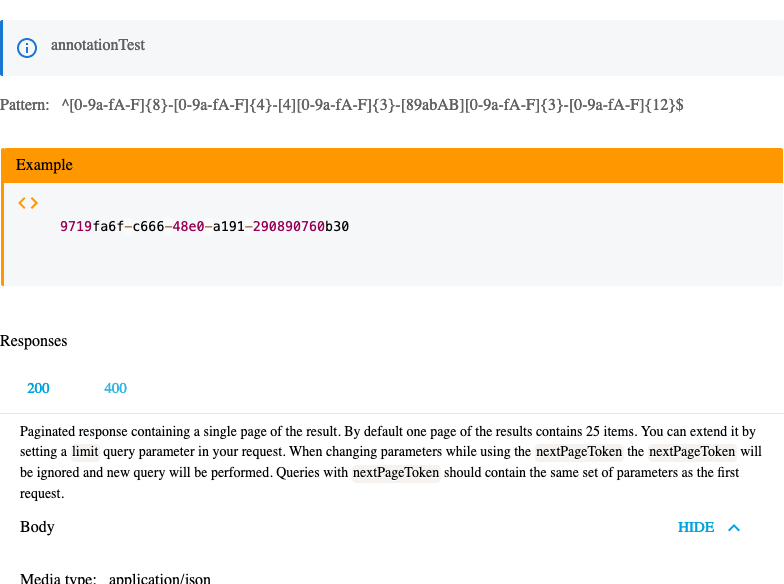 annotationTest
Pattern: ^[0-9a-fA-F]{8}-[0-9a-fA-F]{4}-[4][0-9a-fA-F]{3}-[89abAB][0-9a-fA-F]{3}-[0-9a-fA-F]{12}$
Example
9719fa6f-c666-48e0-a191-290890760b30
Responses
200 400
Paginated response containing a single page of the result. By default one page of the results contains 25 items. You can extend it by
setting a limit query parameter in your request. When changing parameters while using the nextPageToken the nextPageToken will
be ignored and new query will be performed. Queries with nextPageToken should contain the same set of parameters as the first
request.
Body HIDE
Media type: application/json